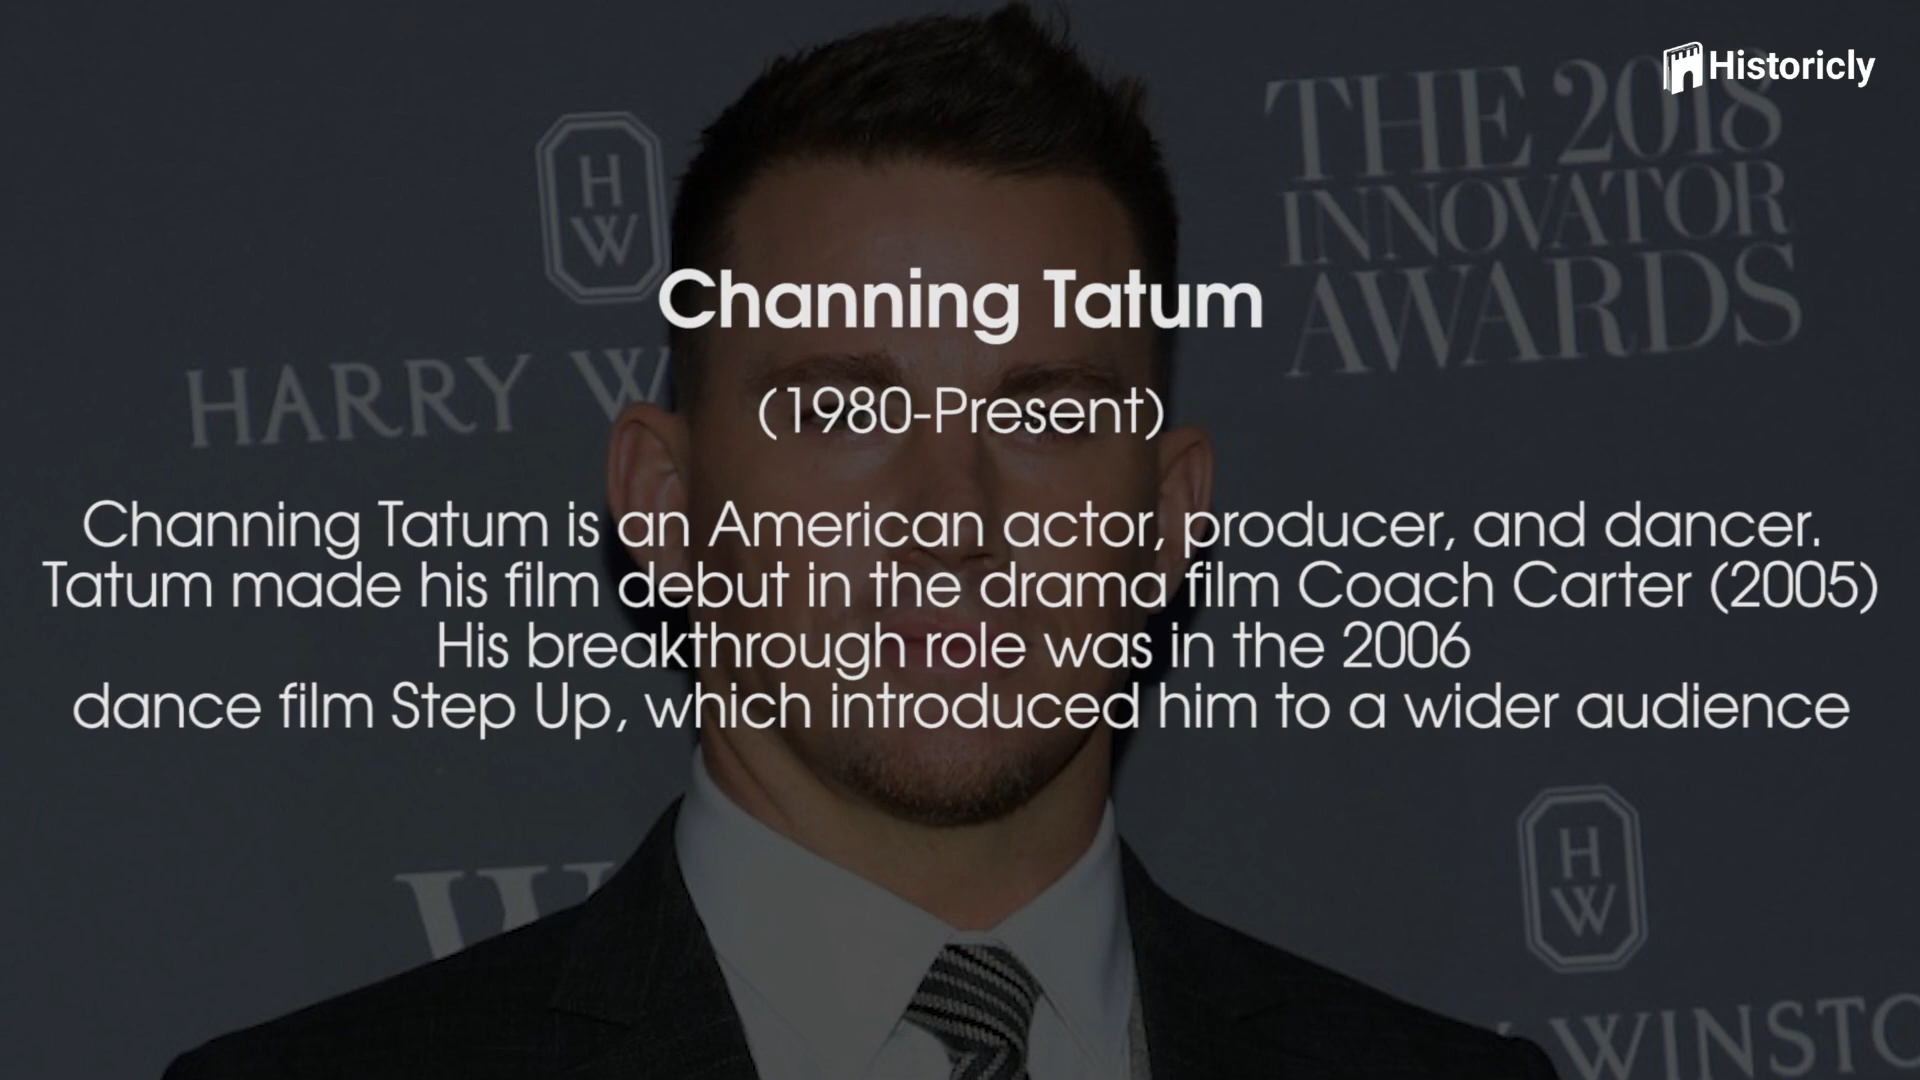 Historicly
THE 2018
INNOVATOR
AWARDS
H
W
HARRY W
Channing Tatum
(1980-Present)
Channing Tatum is an American actor, producer, and dancer.
Tatum made his film debut in the drama film Coach Carter (2005)
His breakthrough role was in the 2006
dance film Step Up, which introduced him to a wider audience
W
H
W
WINSTO